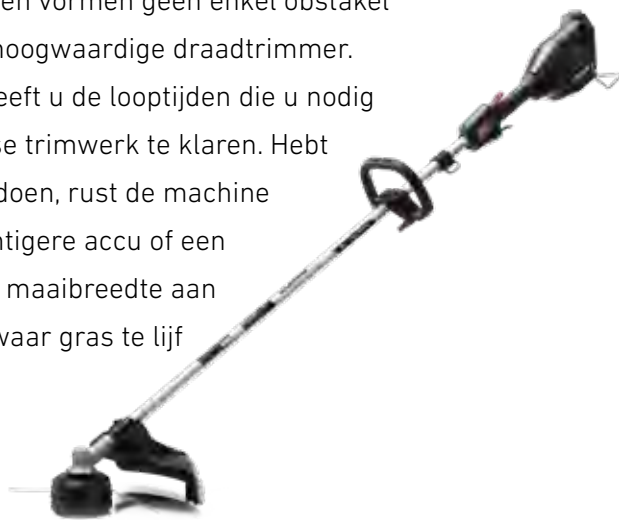 en vormen geen enkel obstakel
hoogwaardige draadtrimmer.
eeft u de looptijden die u nodig
se trimwerk te klaren. Hebt
doen, rust de machine
ntigere accu of een
maaibreedte aan
waar gras te lijf